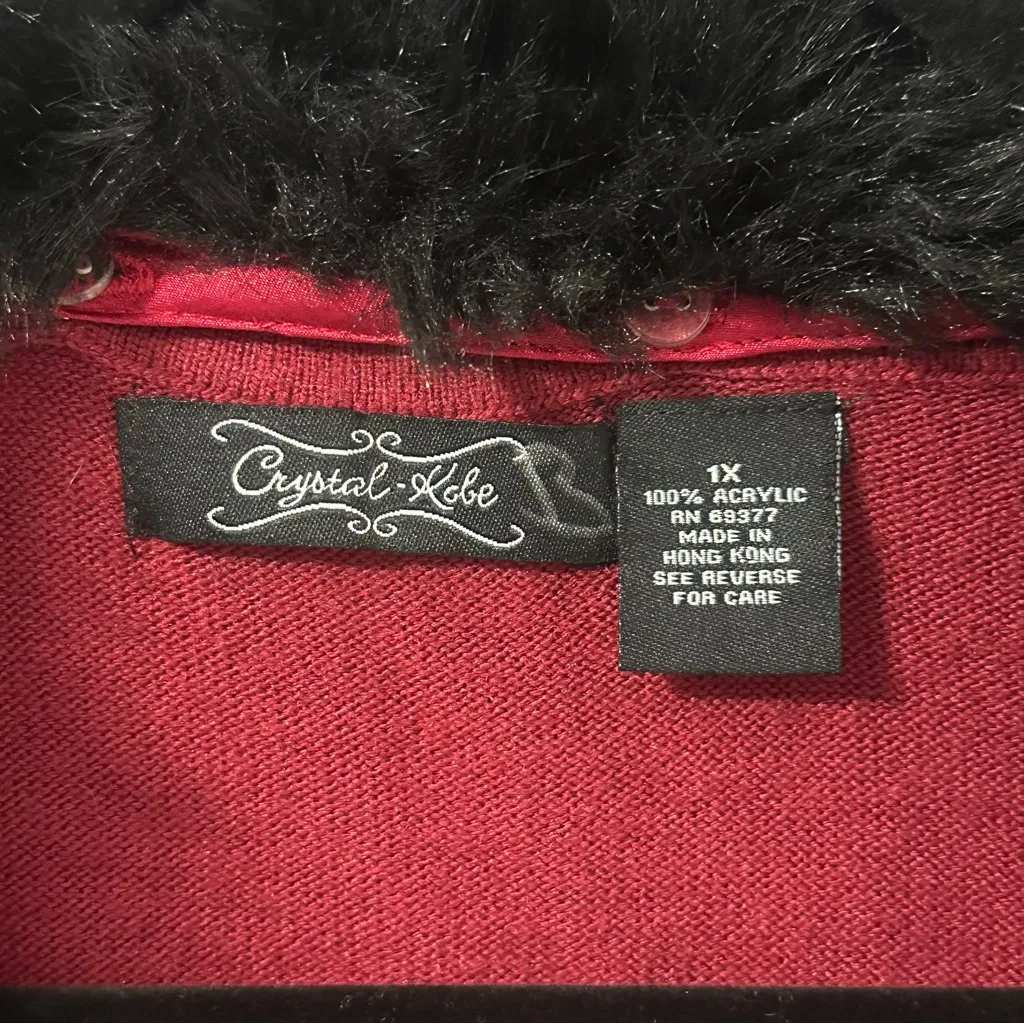 Crystal-Kobe
1X
100% ACRYLIC
RN 69377
MADE IN
HONG KONG
SEE REVERSE
FOR CARE